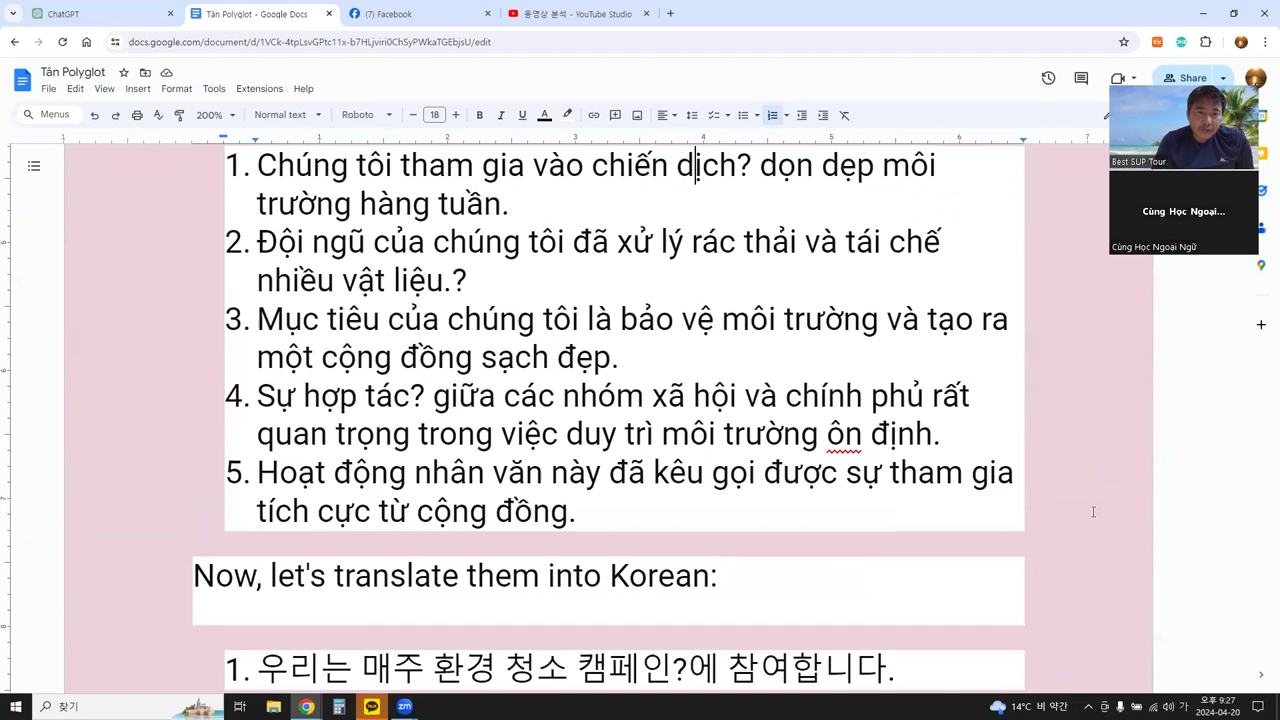 ChatGPT
Tân Polyglot - Google Docs
(7) Facebook
동영상 분석 - YouTube Studio
docs.google.com/document/d/1VCk-4tpLsvGPtc11x-b7HLjviri0ChSyPWkaTGEbjsU/edit
Tân Polyglot
File Edit View Insert Format Tools Extensions Help
Share
Menus 200% Normal text Roboto 18
1 1 2 3 4 5 6 7
1. Chúng tôi tham gia vào chiến dịch? dọn dẹp môi
trường hàng tuần.
2. Đội ngũ của chúng tôi đã xử lý rác thải và tái chế
nhiều vật liệu.?
3. Mục tiêu của chúng tôi là bảo vệ môi trường và tạo ra
một cộng đồng sạch đẹp.
4. Sự hợp tác? giữa các nhóm xã hội và chính phủ rất
quan trọng trong việc duy trì môi trường ôn định.
5. Hoạt động nhân văn này đã kêu gọi được sự tham gia
tích cực từ cộng đồng.
Now, let's translate them into Korean:
1. 우리는 매주 환경 청소 캠페인?에 참여합니다.
Best SUP Tour
Cùng Học Ngoại...
Cùng Học Ngoại Ngữ
찾기
14°C 비 약간
오후 9:27
2024-04-20